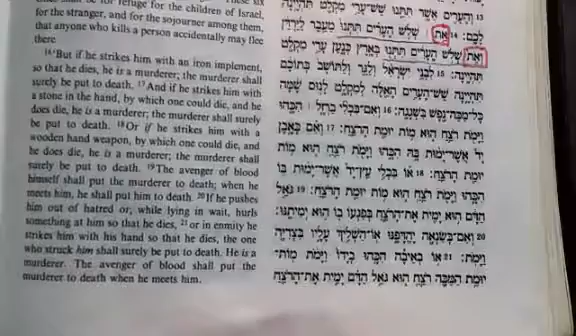 These six
shall be for refuge for the children of Israel,
for the stranger, and for the sojourner among them,
that anyone who kills a person accidentally may flee
there
16 "But if he strikes him with an iron implement,
so that he dies, he is a murderer; the murderer shall
surely be put to death. 17 And if he strikes him with
a stone in the hand, by which one could die, and he
does die, he is a murderer; the murderer shall surely
be put to death. 18 Or if he strikes him with a
wooden hand weapon, by which one could die, and
he does die, he is a murderer; the murderer shall
surely be put to death. 19 The avenger of blood
himself shall put the murderer to death; when he
meets him, he shall put him to death. 20 If he pushes
him out of hatred or, while lying in wait, hurls
something at him so that he dies, 21 or in enmity he
strikes him with his hand so that he dies, the one
who struck him shall surely be put to death. He is a
murderer. The avenger of blood shall put the
murderer to death when he meets him.
13 וְהֶעָרִים אֲשֶׁר תִּתֵּנוּ שֵׁשׁ־עָרֵי מִקְלָט תִּהְיֶינָה
לָכֶם׃ 14 אֵת ׀ שְׁלֹשׁ הֶעָרִים תִּתְּנוּ מֵעֵבֶר לַיַּרְדֵּן
וְאֵת שְׁלֹשׁ הֶעָרִים תִּתְּנוּ בְּאֶרֶץ כְּנָעַן עָרֵי מִקְלָט
תִּהְיֶינָה׃ 15 לִבְנֵי יִשְׂרָאֵל וְלַגֵּר וְלַתּוֹשָׁב בְּתוֹכָם
תִּהְיֶינָה שֵׁשׁ־הֶעָרִים הָאֵלֶּה לְמִקְלָט לָנוּס שָׁמָּה
כָּל־מַכֵּה־נֶפֶשׁ בִּשְׁגָגָה׃ 16 וְאִם־בִּכְלִי בַרְזֶל ׀ הִכָּהוּ
וַיָּמֹת רֹצֵחַ הוּא מוֹת יוּמַת הָרֹצֵחַ׃ 17 וְאִם בְּאֶבֶן
יָד אֲשֶׁר־יָמוּת בָּהּ הִכָּהוּ וַיָּמֹת רֹצֵחַ הוּא מוֹת
יוּמַת הָרֹצֵחַ׃ 18 אוֹ בִּכְלִי עֵץ־יָד אֲשֶׁר־יָמוּת בּוֹ
הִכָּהוּ וַיָּמֹת רֹצֵחַ הוּא מוֹת יוּמַת הָרֹצֵחַ׃ 19 גֹּאֵל
הַדָּם הוּא יָמִית אֶת־הָרֹצֵחַ בְּפִגְעוֹ־בוֹ הוּא יְמִיתֶנּוּ׃
20 וְאִם־בְּשִׂנְאָה יֶהְדֳּפֶנּוּ אוֹ־הִשְׁלִיךְ עָלָיו בִּצְדִיָּה
וַיָּמֹת׃ 21 אוֹ בְאֵיבָה הִכָּהוּ בְיָדוֹ וַיָּמֹת מוֹת־
יוּמַת הַמַּכֶּה רֹצֵחַ הוּא גֹּאֵל הַדָּם יָמִית אֶת־הָרֹצֵחַ